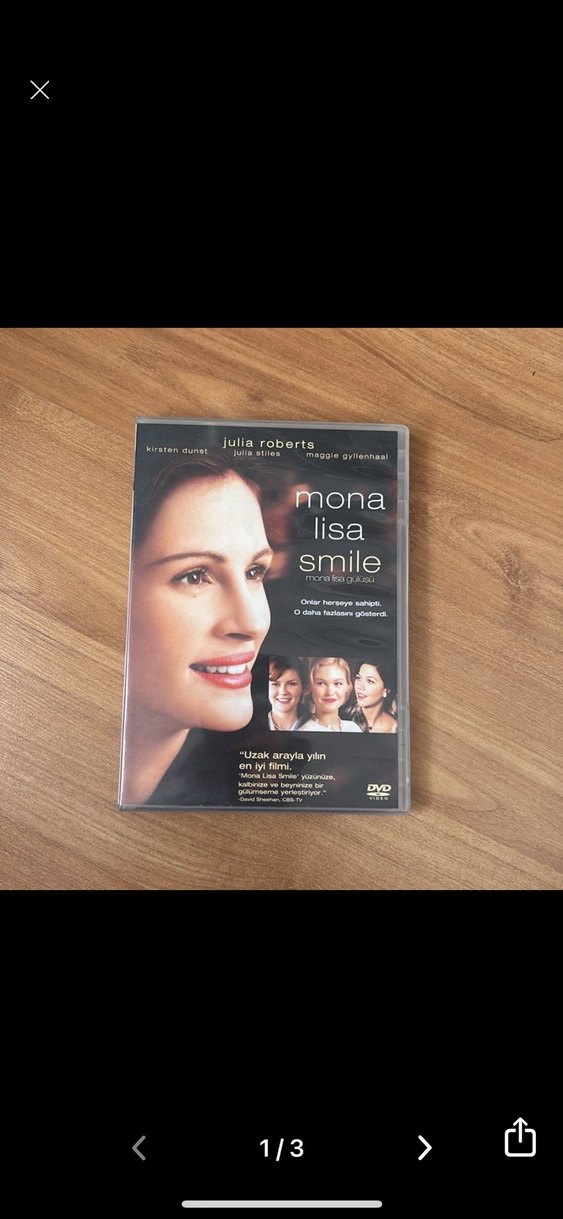 julia roberts
kirsten dunst julia stiles maggie gyllenhaal
mona
lisa
smile
mona lisa gülüşü
Onlar herşeye sahipti.
O daha fazlasını gösterdi.
"Uzak arayla yılın
en iyi filmi.
'Mona Lisa Smile' yüzünüze,
kalbinize ve beyninize bir
gülümseme yerleştiriyor."
-David Sheehan, CBS-TV
DVD
VIDEO
1/3